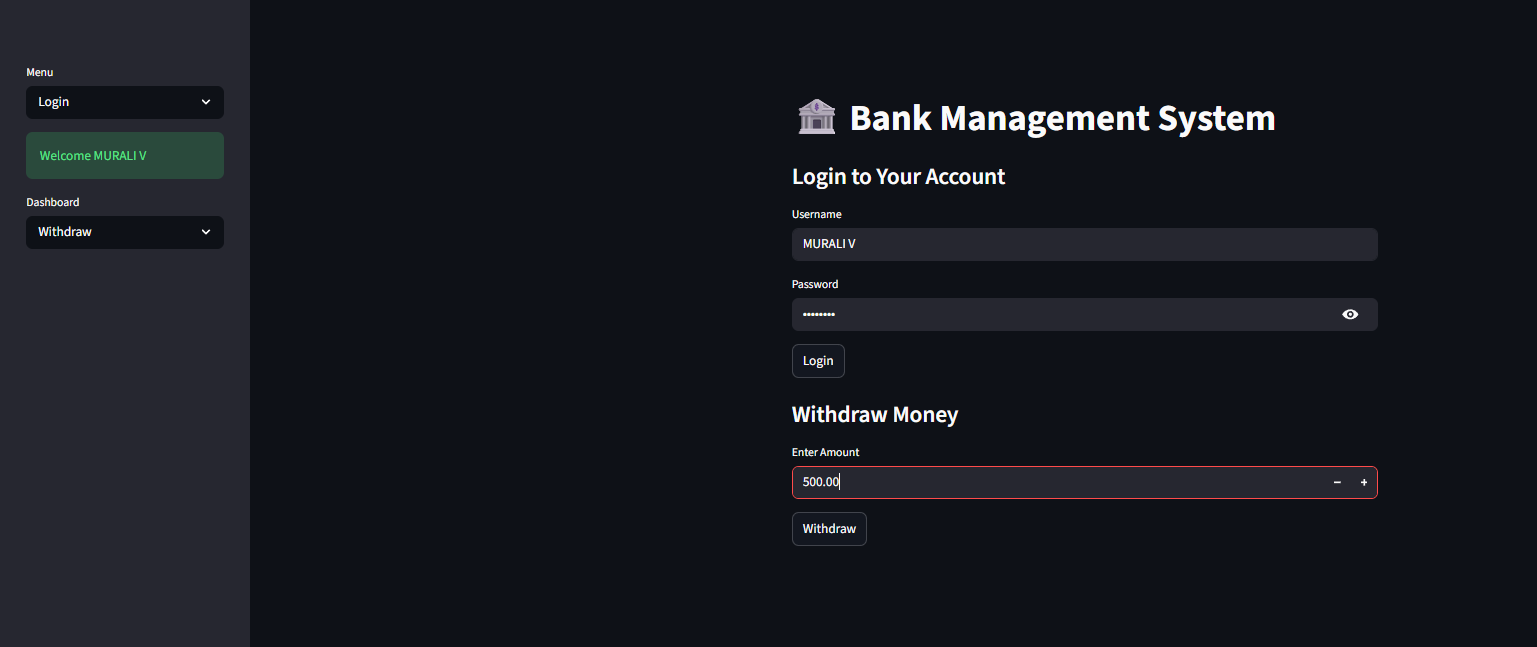 Menu
Login
Welcome MURALI V
Dashboard
Withdraw
Bank Management System
Login to Your Account
Username
MURALI V
Password
••••••••
Login
Withdraw Money
Enter Amount
500.00
Withdraw